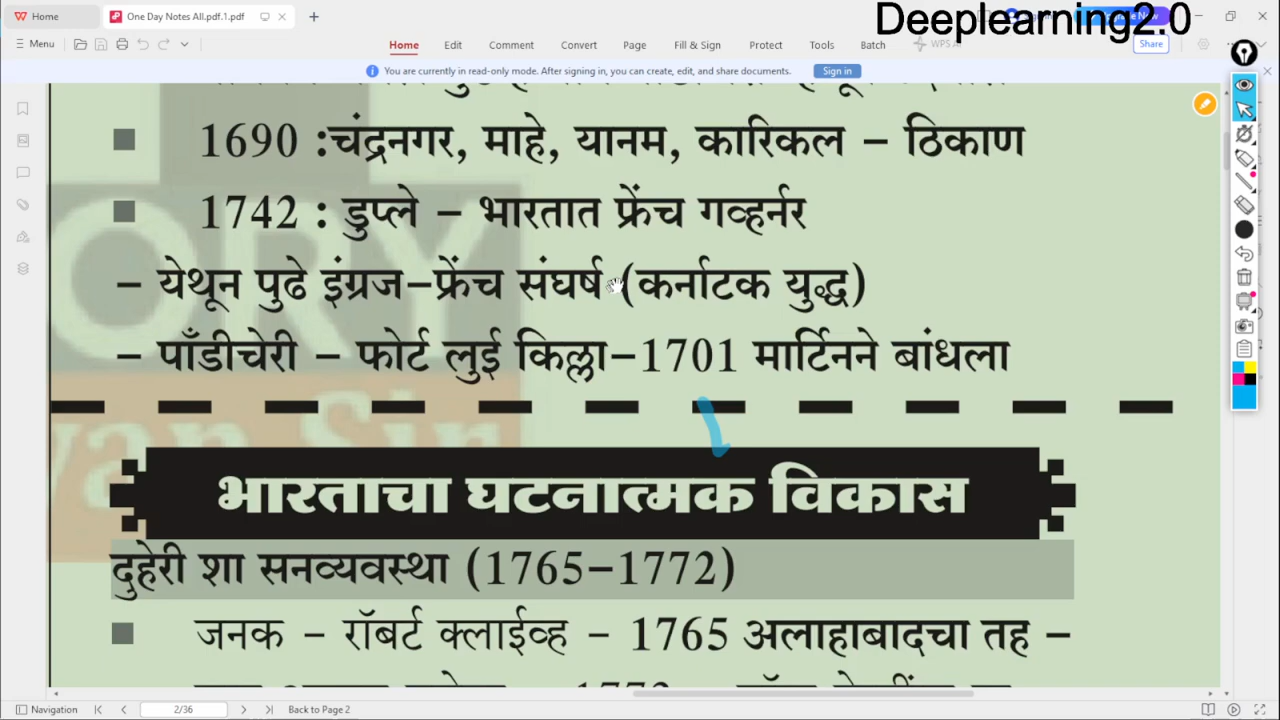 Home
One Day Notes All.pdf.1.pdf
Deeplearning2.0
Menu
Home Edit Comment Convert Page Fill & Sign Protect Tools Batch WPS AI Share
You are currently in read-only mode. After signing in, you can create, edit, and share documents. Sign in
1690 :चंद्रनगर, माहे, यानम, कारिकल – ठिकाण
1742 : डुप्ले – भारतात फ्रेंच गव्हर्नर
– येथून पुढे इंग्रज–फ्रेंच संघर्ष (कर्नाटक युद्ध)
– पाँडीचेरी – फोर्ट लुई किल्ला–1701 मार्टिनने बांधला
भारताचा घटनात्मक विकास
दुहेरी शा सनव्यवस्था (1765–1772)
जनक – रॉबर्ट क्लाईव्ह – 1765 अलाहाबादचा तह –
Navigation 2/36 Back to Page 2